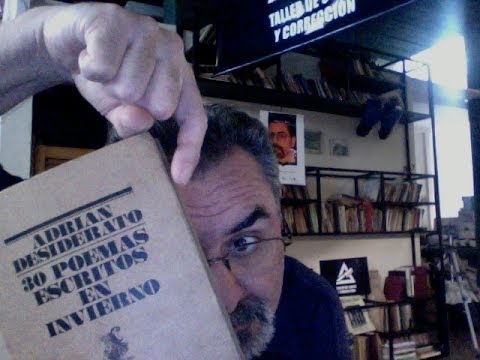 TALLER DE
Y CORRECCIÓN
ADRIAN
DESIDERATO
30 POEMAS
ESCRITOS
EN
INVIERNO